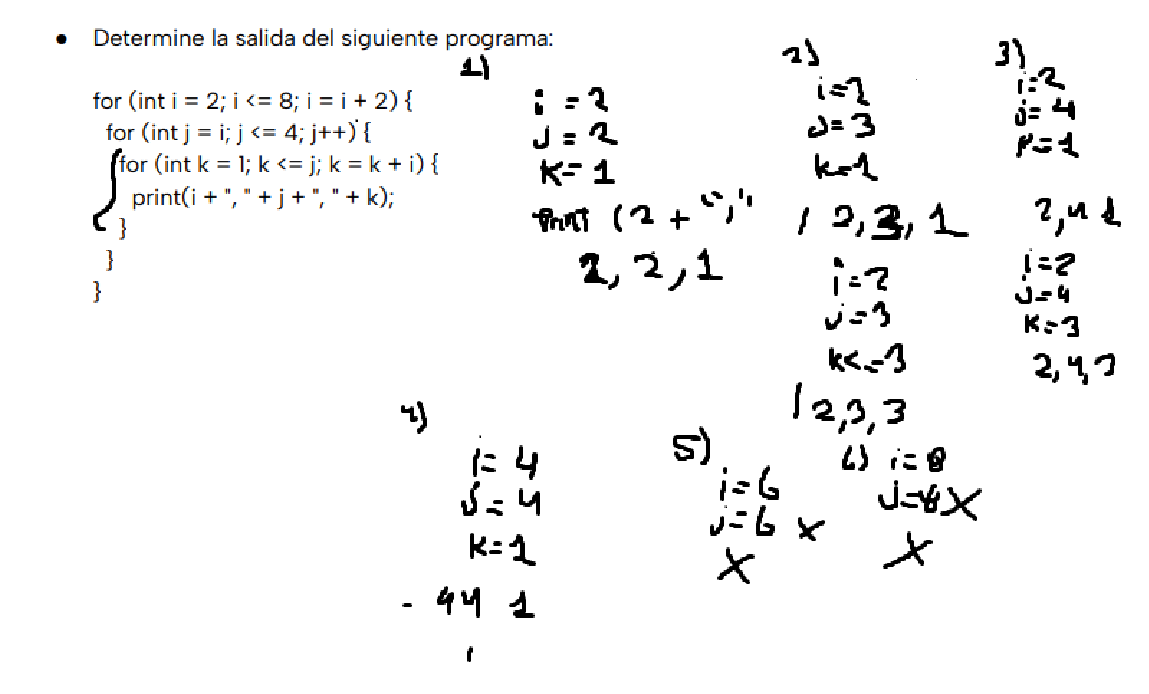 • Determine la salida del siguiente programa:
for (int i = 2; i <= 8; i = i + 2) {
for (int j = i; j <= 4; j++) {
for (int k = 1; k <= j; k = k + i) {
print(i + ", " + j + ", " + k);
}
}
}
1)
i = 2
J = 2
K = 1
Print (2 + ","
2, 2, 1
2)
i=2
J= 3
k=1
/ 2, 3, 1
i=2
j=3
k<=3
/ 2,3,3
3)
i=2
j= 4
k=1
2,4 1
i=2
J=4
K=3
2,4,3
4)
i= 4
J=4
K=1
- 44 1
5)
i=6
J=6 x
X
6) i=8
J=8X
X